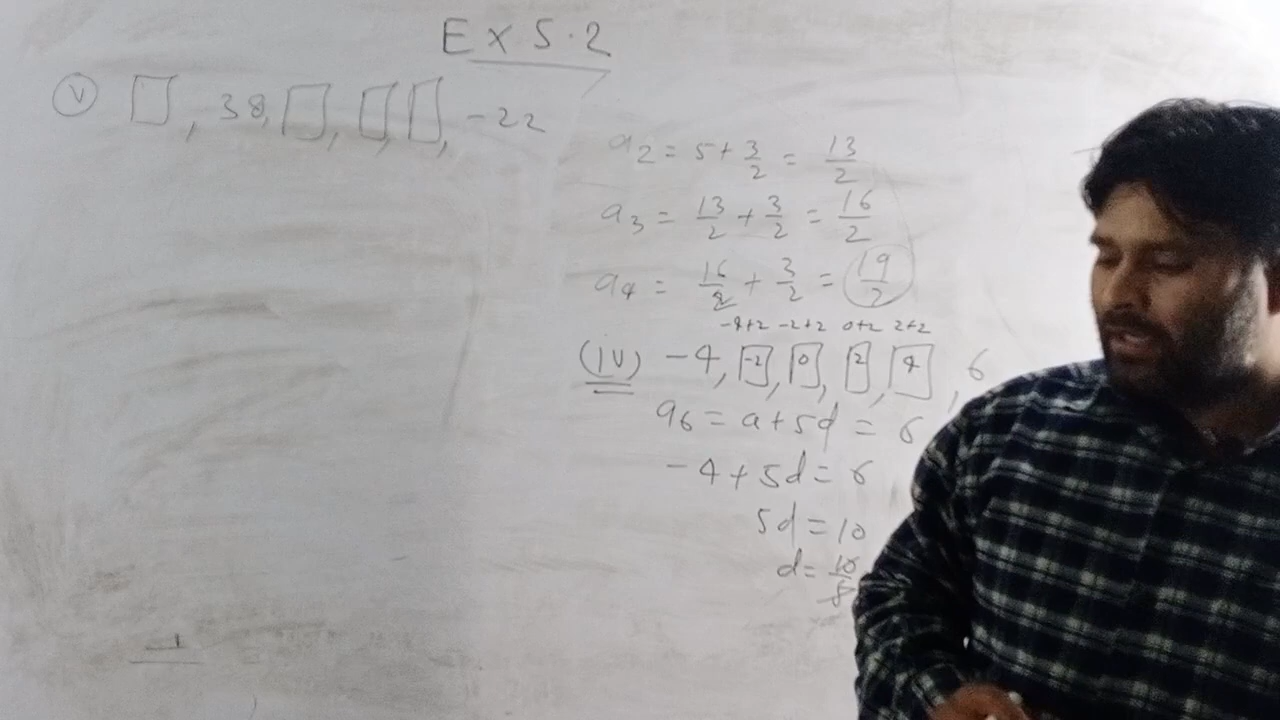 Ex 5.2
(v) □, 38, □, □, □, -22
a2 = 5 + 3/2 = 13/2
a3 = 13/2 + 3/2 = 16/2
a4 = 16/2 + 3/2 = 19/2
-4+2 -2+2 0+2 2+2
(iv) -4, -2, 0, 2, 4, 6
a6 = a + 5d = 6
-4 + 5d = 6
5d = 10
d = 10/5